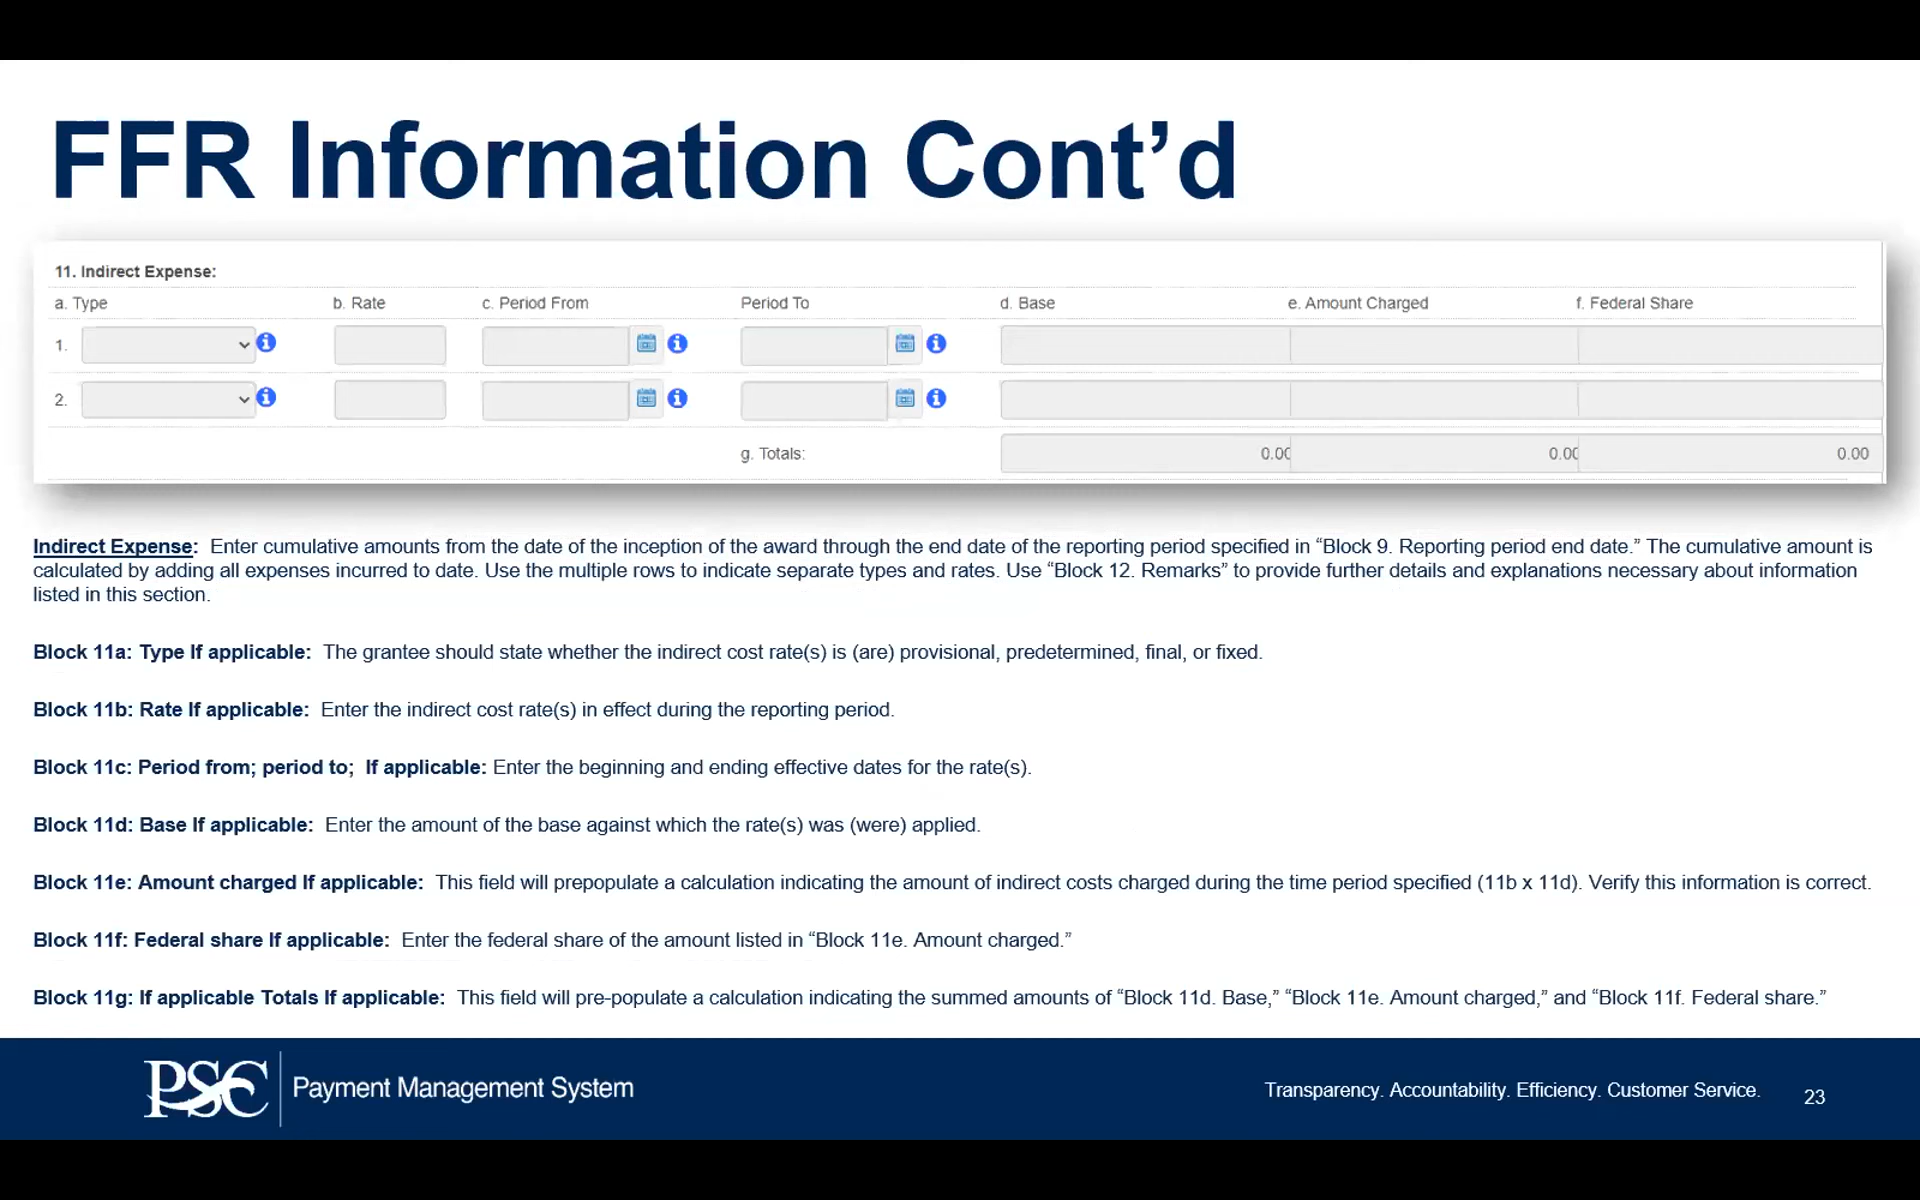 FFR Information Cont’d
11. Indirect Expense:
a. Type b. Rate c. Period From Period To d. Base e. Amount Charged f. Federal Share
1.
2.
g. Totals: 0.00 0.00 0.00
Indirect Expense: Enter cumulative amounts from the date of the inception of the award through the end date of the reporting period specified in “Block 9. Reporting period end date.” The cumulative amount is
calculated by adding all expenses incurred to date. Use the multiple rows to indicate separate types and rates. Use “Block 12. Remarks” to provide further details and explanations necessary about information
listed in this section.
Block 11a: Type If applicable: The grantee should state whether the indirect cost rate(s) is (are) provisional, predetermined, final, or fixed.
Block 11b: Rate If applicable: Enter the indirect cost rate(s) in effect during the reporting period.
Block 11c: Period from; period to; If applicable: Enter the beginning and ending effective dates for the rate(s).
Block 11d: Base If applicable: Enter the amount of the base against which the rate(s) was (were) applied.
Block 11e: Amount charged If applicable: This field will prepopulate a calculation indicating the amount of indirect costs charged during the time period specified (11b x 11d). Verify this information is correct.
Block 11f: Federal share If applicable: Enter the federal share of the amount listed in “Block 11e. Amount charged.”
Block 11g: If applicable Totals If applicable: This field will pre-populate a calculation indicating the summed amounts of “Block 11d. Base,” “Block 11e. Amount charged,” and “Block 11f. Federal share.”
PSC Payment Management System
Transparency. Accountability. Efficiency. Customer Service. 23